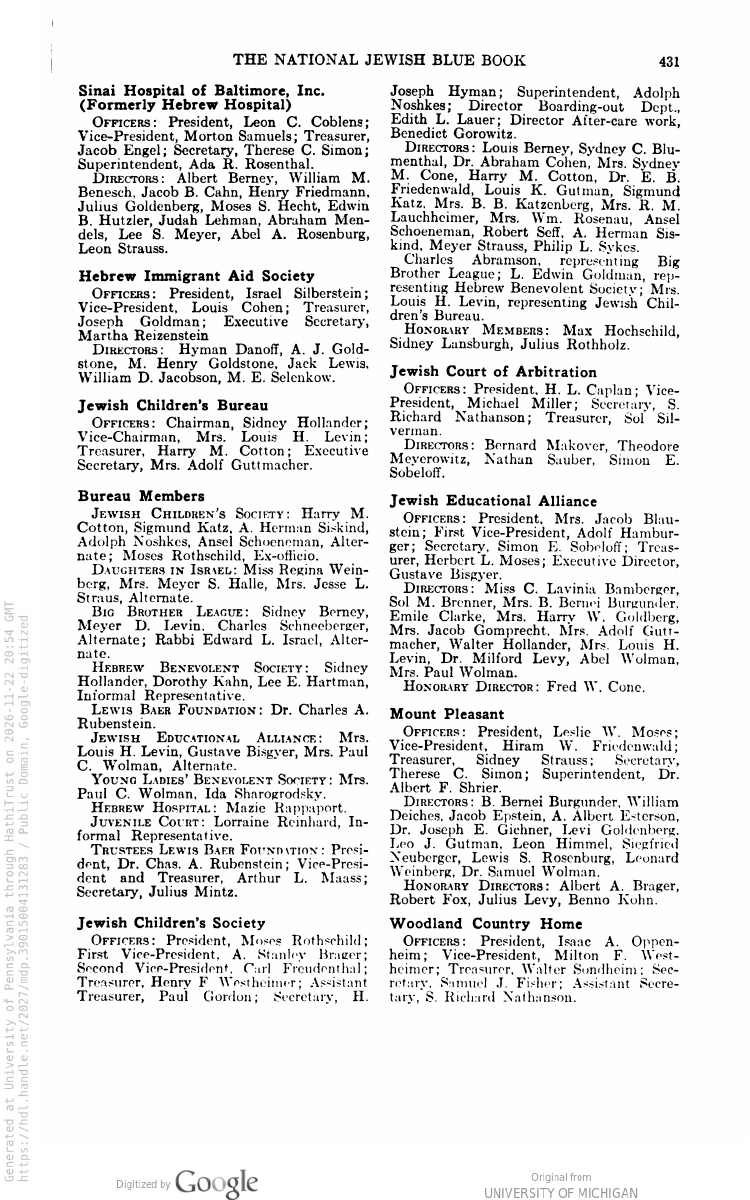 THE NATIONAL JEWISH BLUE BOOK 431
Sinai Hospital of Baltimore, Inc.
(Formerly Hebrew Hospital)
OFFICERS: President, Leon C. Coblens;
Vice-President, Morton Samuels; Treasurer,
Jacob Engel; Secretary, Therese C. Simon;
Superintendent, Ada R. Rosenthal.
DIRECTORS: Albert Berney, William M.
Benesch, Jacob B. Cahn, Henry Friedmann,
Julius Goldenberg, Moses S. Hecht, Edwin
B. Hutzler, Judah Lehman, Abraham Men-
dels, Lee S. Meyer, Abel A. Rosenburg,
Leon Strauss.
Hebrew Immigrant Aid Society
OFFICERS: President, Israel Silberstein;
Vice-President, Louis Cohen; Treasurer,
Joseph Goldman; Executive Secretary,
Martha Reizenstein
DIRECTORS: Hyman Danoff, A. J. Gold-
stone, M. Henry Goldstone, Jack Lewis,
William D. Jacobson, M. E. Selenkow.
Jewish Children's Bureau
OFFICERS: Chairman, Sidney Hollander;
Vice-Chairman, Mrs. Louis H. Levin;
Treasurer, Harry M. Cotton; Executive
Secretary, Mrs. Adolf Guttmacher.
Bureau Members
JEWISH CHILDREN'S SOCIETY: Harry M.
Cotton, Sigmund Katz, A. Herman Siskind,
Adolph Noshkes, Ansel Schoeneman, Alter-
nate; Moses Rothschild, Ex-officio.
DAUGHTERS IN ISRAEL: Miss Regina Wein-
berg, Mrs. Meyer S. Halle, Mrs. Jesse L.
Straus, Alternate.
BIG BROTHER LEAGUE: Sidney Berney,
Meyer D. Levin, Charles Schneeberger,
Alternate; Rabbi Edward L. Israel, Alter-
nate.
HEBREW BENEVOLENT SOCIETY: Sidney
Hollander, Dorothy Kahn, Lee E. Hartman,
Informal Representative.
LEWIS BAER FOUNDATION: Dr. Charles A.
Rubenstein.
JEWISH EDUCATIONAL ALLIANCE: Mrs.
Louis H. Levin, Gustave Bisgyer, Mrs. Paul
C. Wolman, Alternate.
YOUNG LADIES' BENEVOLENT SOCIETY: Mrs.
Paul C. Wolman, Ida Sharogrodsky.
HEBREW HOSPITAL: Mazie Rappaport.
JUVENILE COURT: Lorraine Reinhard, In-
formal Representative.
TRUSTEES LEWIS BAER FOUNDATION: Presi-
dent, Dr. Chas. A. Rubenstein; Vice-Presi-
dent and Treasurer, Arthur L. Maass;
Secretary, Julius Mintz.
Jewish Children's Society
OFFICERS: President, Moses Rothschild;
First Vice-President, A. Stanley Brager;
Second Vice-President, Carl Freudenthal;
Treasurer, Henry F Westheimer; Assistant
Treasurer, Paul Gordon; Secretary, H.
Joseph Hyman; Superintendent, Adolph
Noshkes; Director Boarding-out Dept.,
Edith L. Lauer; Director After-care work,
Benedict Gorowitz.
DIRECTORS: Louis Berney, Sydney C. Blu-
menthal, Dr. Abraham Cohen, Mrs. Sydney
M. Cone, Harry M. Cotton, Dr. E. B.
Friedenwald, Louis K. Gutman, Sigmund
Katz, Mrs. B. B. Katzenberg, Mrs. R. M.
Lauchheimer, Mrs. Wm. Rosenau, Ansel
Schoeneman, Robert Seff, A. Herman Sis-
kind, Meyer Strauss, Philip L. Sykes.
Charles Abramson, representing Big
Brother League; L. Edwin Goldman, rep-
resenting Hebrew Benevolent Society; Mrs.
Louis H. Levin, representing Jewish Chil-
dren's Bureau.
HONORARY MEMBERS: Max Hochschild,
Sidney Lansburgh, Julius Rothholz.
Jewish Court of Arbitration
OFFICERS: President, H. L. Caplan; Vice-
President, Michael Miller; Secretary, S.
Richard Nathanson; Treasurer, Sol Sil-
verman.
DIRECTORS: Bernard Makover, Theodore
Meyerowitz, Nathan Sauber, Simon E.
Sobeloff.
Jewish Educational Alliance
OFFICERS: President, Mrs. Jacob Blau-
stein; First Vice-President, Adolf Hambur-
ger; Secretary, Simon E. Sobeloff; Treas-
urer, Herbert L. Moses; Executive Director,
Gustave Bisgyer.
DIRECTORS: Miss C. Lavinia Bamberger,
Sol M. Brenner, Mrs. B. Bernei Burgunder,
Emile Clarke, Mrs. Harry W. Goldberg,
Mrs. Jacob Gomprecht, Mrs. Adolf Gutt-
macher, Walter Hollander, Mrs. Louis H.
Levin, Dr. Milford Levy, Abel Wolman,
Mrs. Paul Wolman.
HONORARY DIRECTOR: Fred W. Cone.
Mount Pleasant
OFFICERS: President, Leslie W. Moses;
Vice-President, Hiram W. Friedenwald;
Treasurer, Sidney Strauss; Secretary,
Therese C. Simon; Superintendent, Dr.
Albert F. Shrier.
DIRECTORS: B. Bernei Burgunder, William
Deiches, Jacob Epstein, A. Albert Esterson,
Dr. Joseph E. Gichner, Levi Goldenberg,
Leo J. Gutman, Leon Himmel, Siegfried
Neuberger, Lewis S. Rosenburg, Leonard
Weinberg, Dr. Samuel Wolman.
HONORARY DIRECTORS: Albert A. Brager,
Robert Fox, Julius Levy, Benno Kohn.
Woodland Country Home
OFFICERS: President, Isaac A. Oppen-
heim; Vice-President, Milton F. West-
heimer; Treasurer, Walter Sondheim; Sec-
retary, Samuel J. Fisher; Assistant Secre-
tary, S. Richard Nathanson.
Generated at University of Pennsylvania through HathiTrust on 2026-11-22 20:54 GMT
https://hdl.handle.net/2027/mdp.39015004131283 / Public Domain, Google-digitized
Digitized by Google
Original from
UNIVERSITY OF MICHIGAN